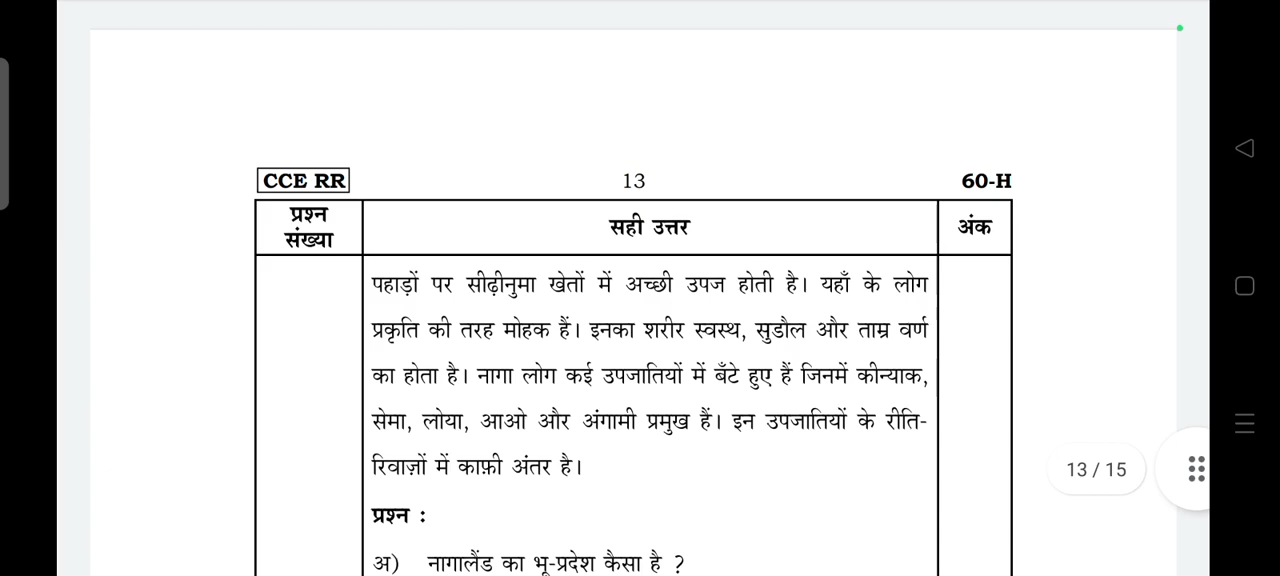 CCE RR 13 60-H
प्रश्न संख्या सही उत्तर अंक
पहाड़ों पर सीढ़ीनुमा खेतों में अच्छी उपज होती है। यहाँ के लोग
प्रकृति की तरह मोहक हैं। इनका शरीर स्वस्थ, सुडौल और ताम्र वर्ण
का होता है। नागा लोग कई उपजातियों में बँटे हुए हैं जिनमें कीन्याक,
सेमा, लोया, आओ और अंगामी प्रमुख हैं। इन उपजातियों के रीति-
रिवाज़ों में काफ़ी अंतर है।
13 / 15
प्रश्न :
अ) नागालैंड का भू-प्रदेश कैसा है ?